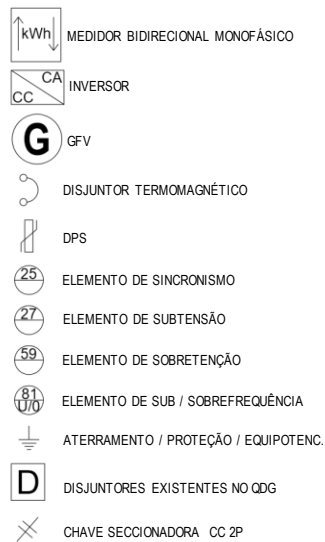 kWh MEDIDOR BIDIRECIONAL MONOFÁSICO
CA
CC
INVERSOR
G GFV
DISJUNTOR TERMOMAGNÉTICO
DPS
25 ELEMENTO DE SINCRONISMO
27 ELEMENTO DE SUBTENSÃO
59 ELEMENTO DE SOBRETENÇÃO
81
U/0
ELEMENTO DE SUB / SOBREFREQUÊNCIA
ATERRAMENTO / PROTEÇÃO / EQUIPOTENC.
D DISJUNTORES EXISTENTES NO QDG
CHAVE SECCIONADORA CC 2P